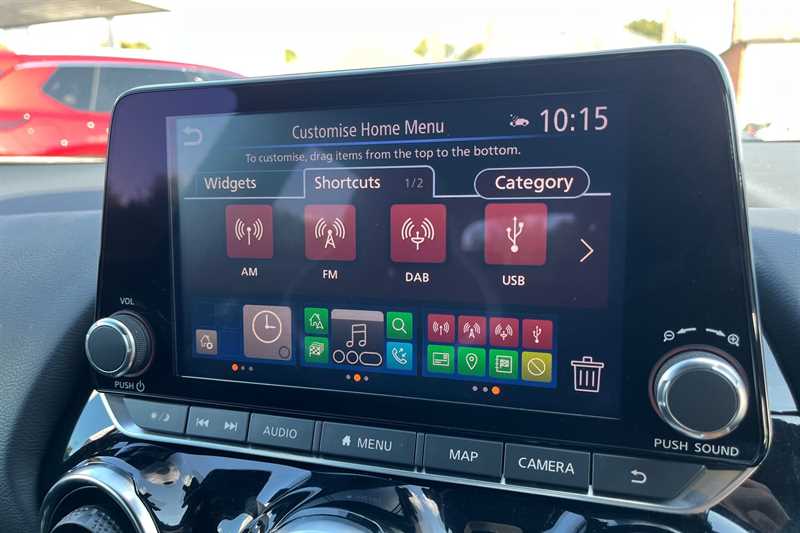 Customise Home Menu
10:15
To customise, drag items from the top to the bottom.
Widgets
Shortcuts 1/2
Category
AM
FM
DAB
USB
VOL
PUSH
PUSH SOUND
AUDIO
MENU
MAP
CAMERA